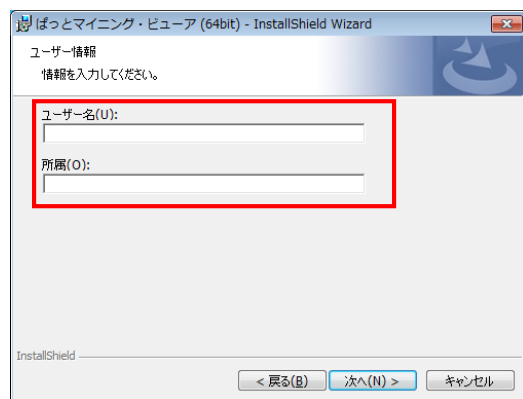 ぱっとマイニング・ビューア (64bit) - InstallShield Wizard
ユーザー情報
情報を入力してください。
ユーザー名(U):
所属(O):
InstallShield
< 戻る(B) 次へ(N) > キャンセル